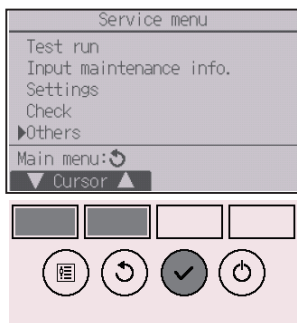 Service menu
Test run
Input maintenance info.
Settings
Check
▶Others
Main menu:
▼ Cursor ▲